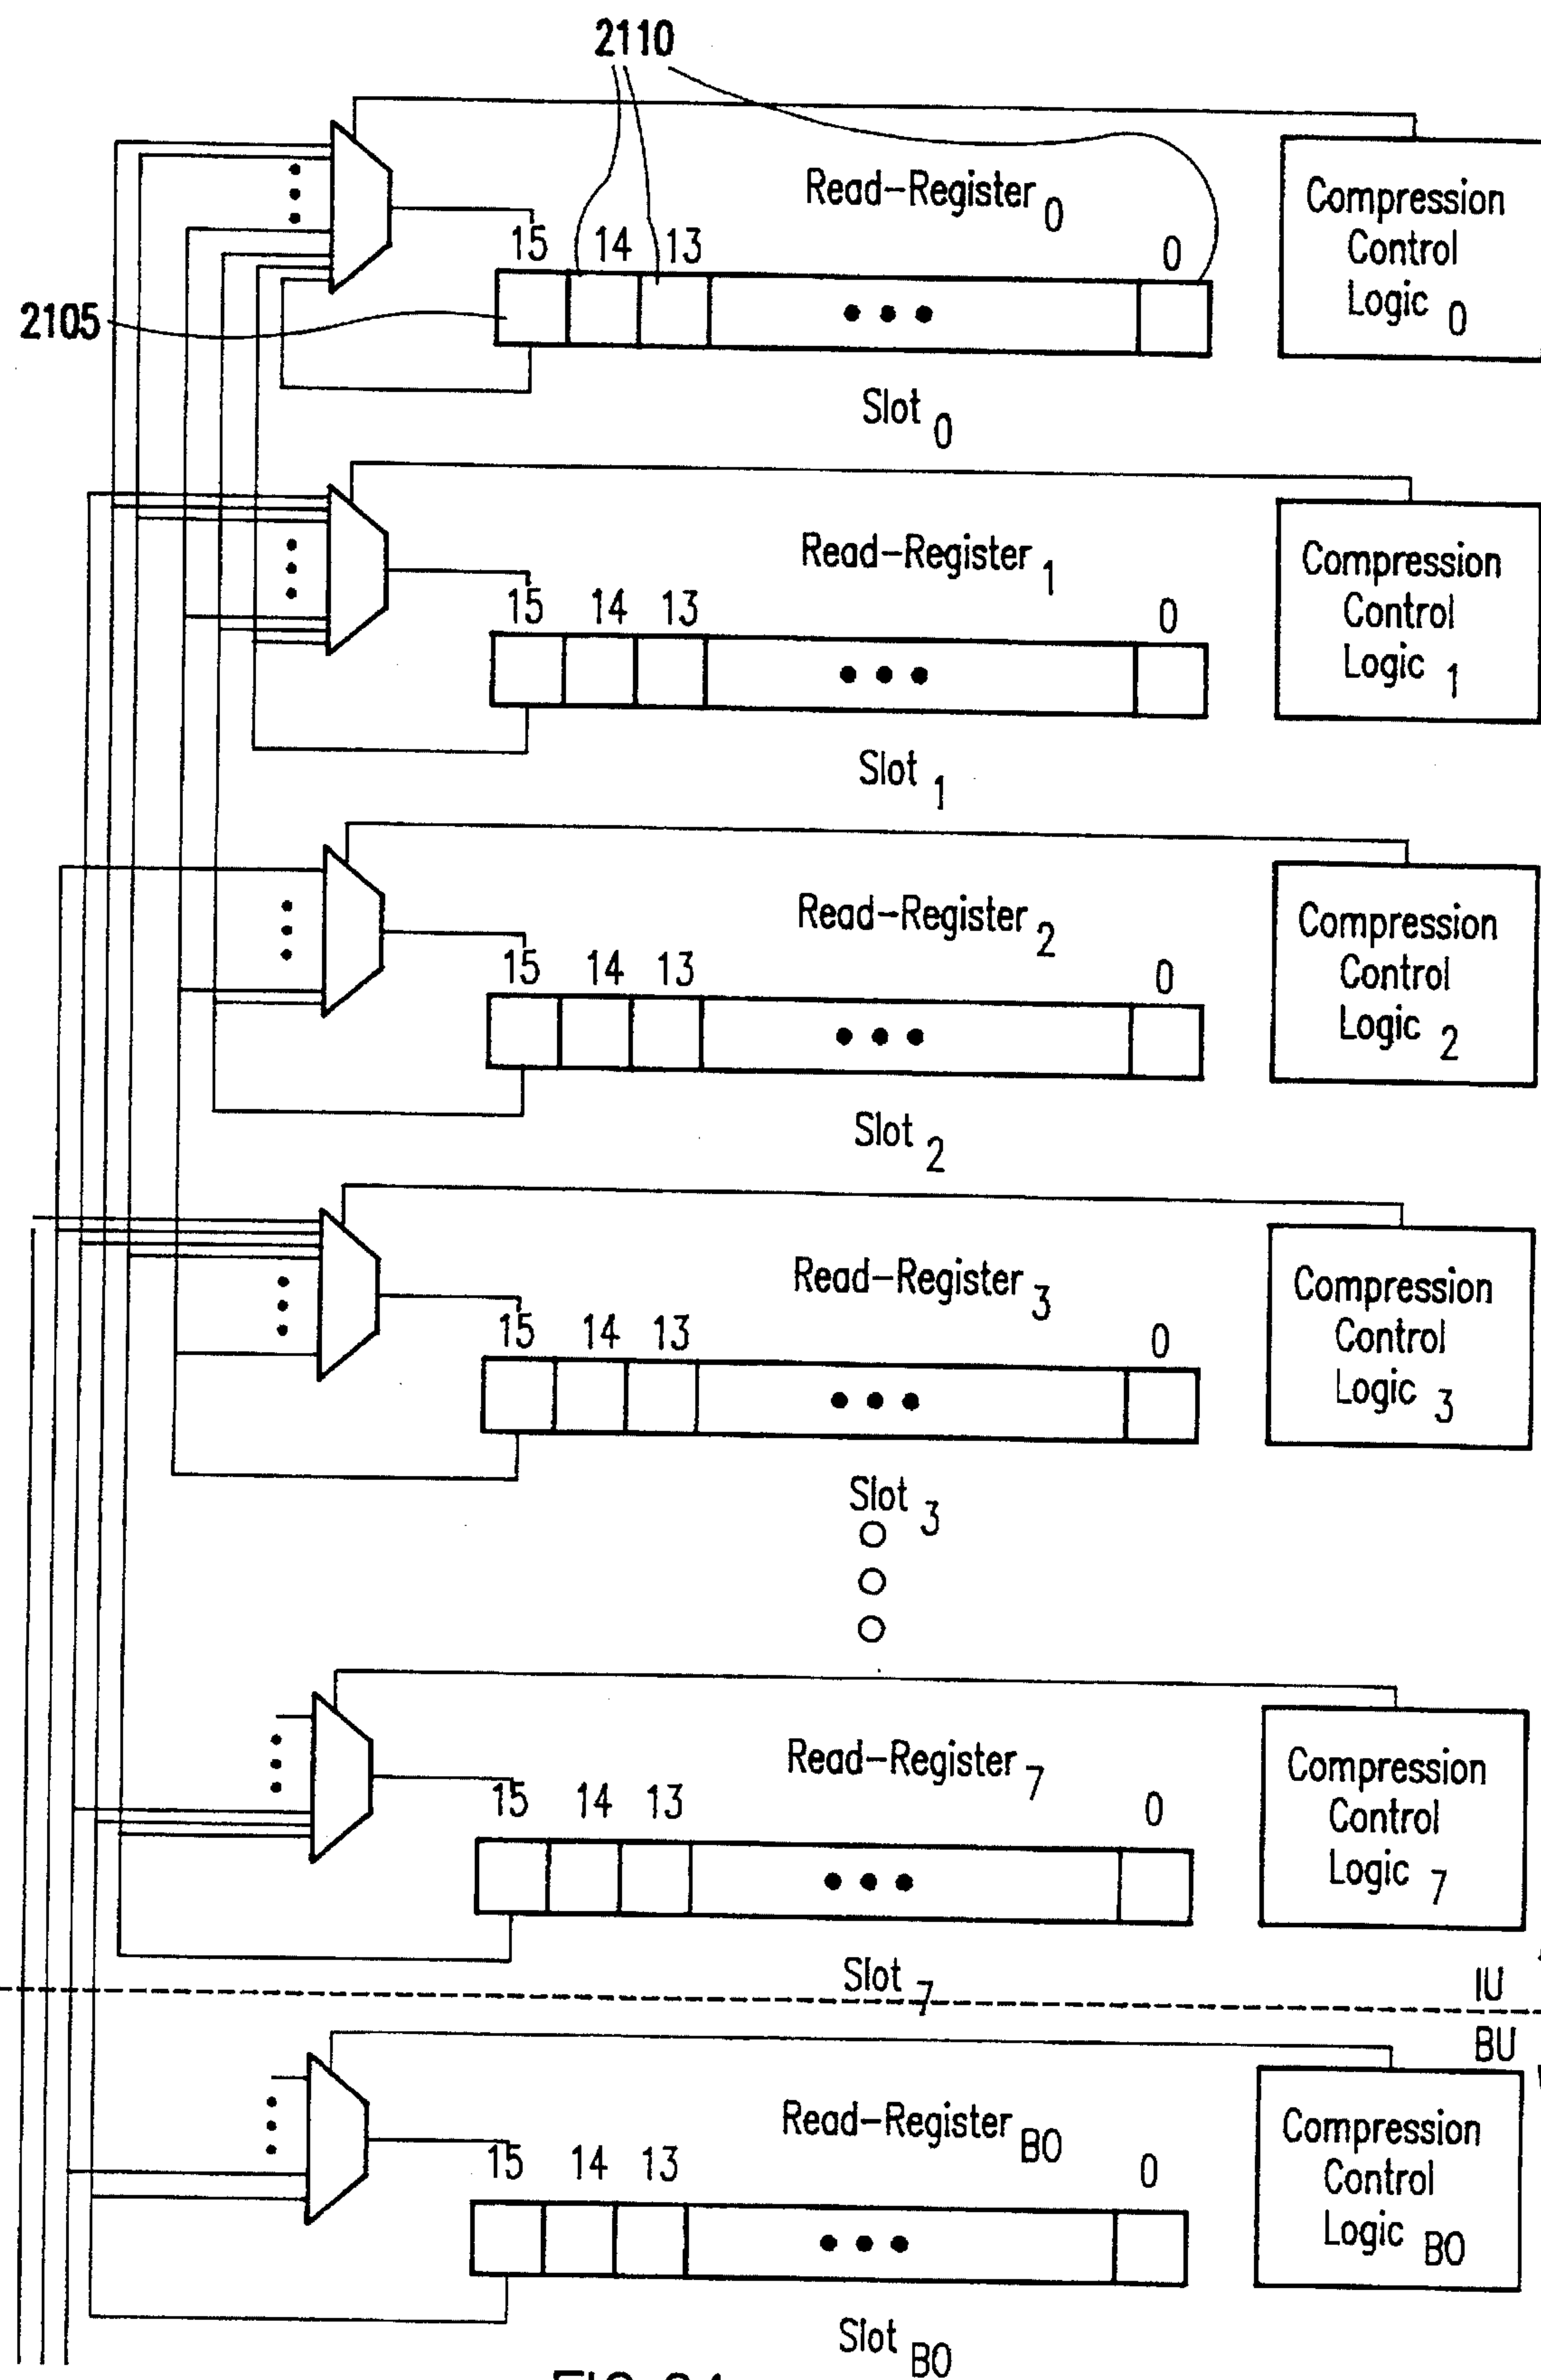 2110
Read-Register 0
Compression
Control
Logic 0
15 14 13 0
2105
Slot 0
Read-Register 1
Compression
Control
Logic 1
15 14 13 0
Slot 1
Read-Register 2
Compression
Control
Logic 2
15 14 13 0
Slot 2
Read-Register 3
Compression
Control
Logic 3
15 14 13 0
Slot 3
Read-Register 7
Compression
Control
Logic 7
15 14 13 0
Slot 7
IU
BU
Read-Register B0
Compression
Control
Logic B0
15 14 13 0
Slot B0